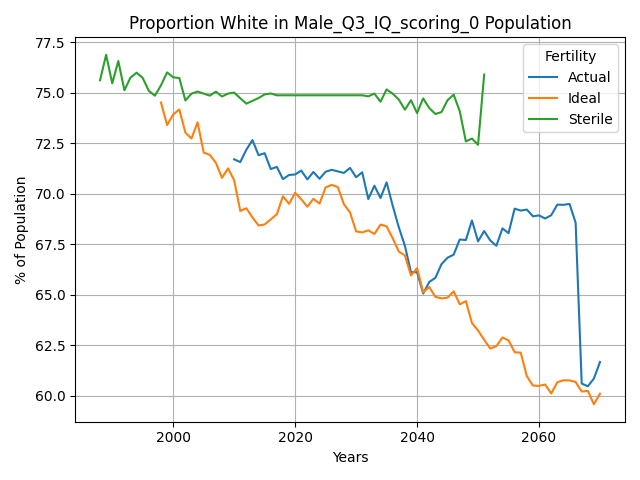 Proportion White in Male_Q3_IQ_scoring_0 Population
% of Population
77.5
75.0
72.5
70.0
67.5
65.0
62.5
60.0
Fertility
Actual
Ideal
Sterile
2000
2020
2040
2060
Years